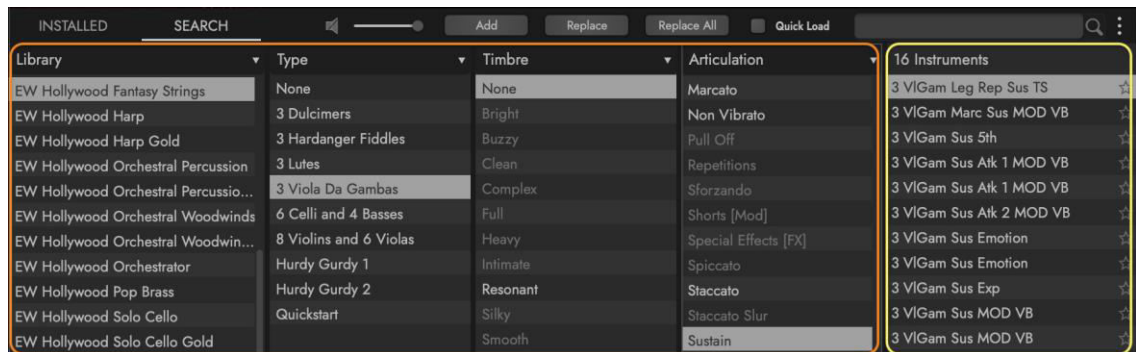 INSTALLED SEARCH Add Replace Replace All Quick Load
Library Type Timbre Articulation 16 Instruments
EW Hollywood Fantasy Strings None None Marcato 3 VlGam Leg Rep Sus TS
EW Hollywood Harp 3 Dulcimers Bright Non Vibrato 3 VlGam Marc Sus MOD VB
EW Hollywood Harp Gold 3 Hardanger Fiddles Buzzy Pull Off 3 VlGam Sus 5th
EW Hollywood Orchestral Percussion 3 Lutes Clean Repetitions 3 VlGam Sus Atk 1 MOD VB
EW Hollywood Orchestral Percussio... 3 Viola Da Gambas Complex Sforzando 3 VlGam Sus Atk 1 MOD VB
EW Hollywood Orchestral Woodwinds 6 Celli and 4 Basses Full Shorts [Mod] 3 VlGam Sus Atk 2 MOD VB
EW Hollywood Orchestral Woodwin... 8 Violins and 6 Violas Heavy Special Effects [FX] 3 VlGam Sus Emotion
EW Hollywood Orchestrator Hurdy Gurdy 1 Intimate Spiccato 3 VlGam Sus Emotion
EW Hollywood Pop Brass Hurdy Gurdy 2 Resonant Staccato 3 VlGam Sus Exp
EW Hollywood Solo Cello Quickstart Silky Staccato Slur 3 VlGam Sus MOD VB
EW Hollywood Solo Cello Gold Smooth Sustain 3 VlGam Sus MOD VB